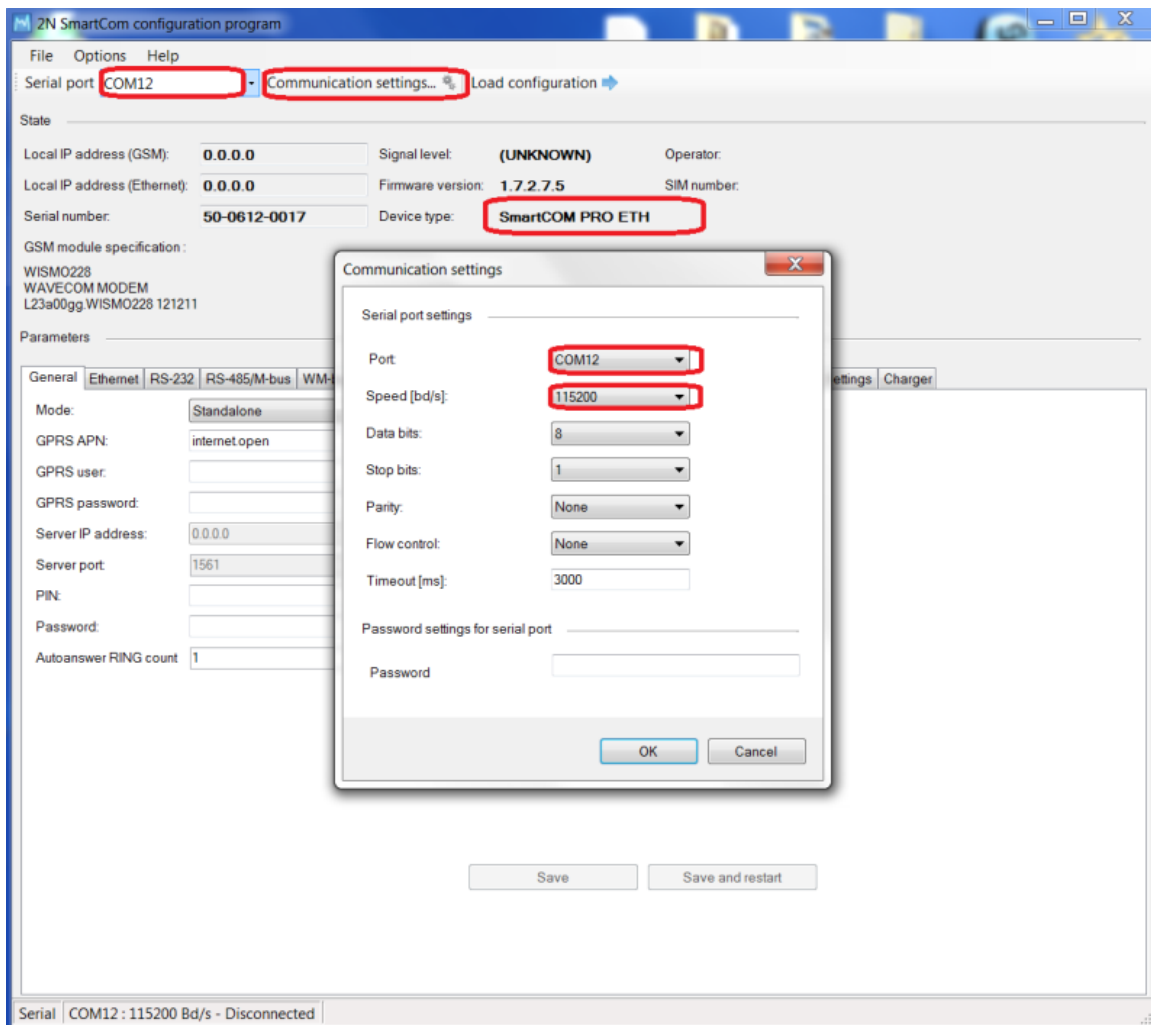 2N SmartCom configuration program
File Options Help
Serial port COM12 Communication settings... Load configuration
State
Local IP address (GSM): 0.0.0.0 Signal level: (UNKNOWN) Operator:
Local IP address (Ethernet): 0.0.0.0 Firmware version: 1.7.2.7.5 SIM number:
Serial number: 50-0612-0017 Device type: SmartCOM PRO ETH
GSM module specification :
WISMO228
WAVECOM MODEM
L23a00gg.WISMO228 121211
Parameters
General Ethernet RS-232 RS-485/M-bus ettings Charger
Mode: Standalone
GPRS APN: internet.open
GPRS user:
GPRS password:
Server IP address: 0.0.0.0
Server port: 1561
PIN:
Password:
Autoanswer RING count 1
Communication settings
Serial port settings
Port: COM12
Speed [bd/s]: 115200
Data bits: 8
Stop bits: 1
Parity: None
Flow control: None
Timeout [ms]: 3000
Password settings for serial port
Password
OK Cancel
Save Save and restart
Serial COM12 : 115200 Bd/s - Disconnected